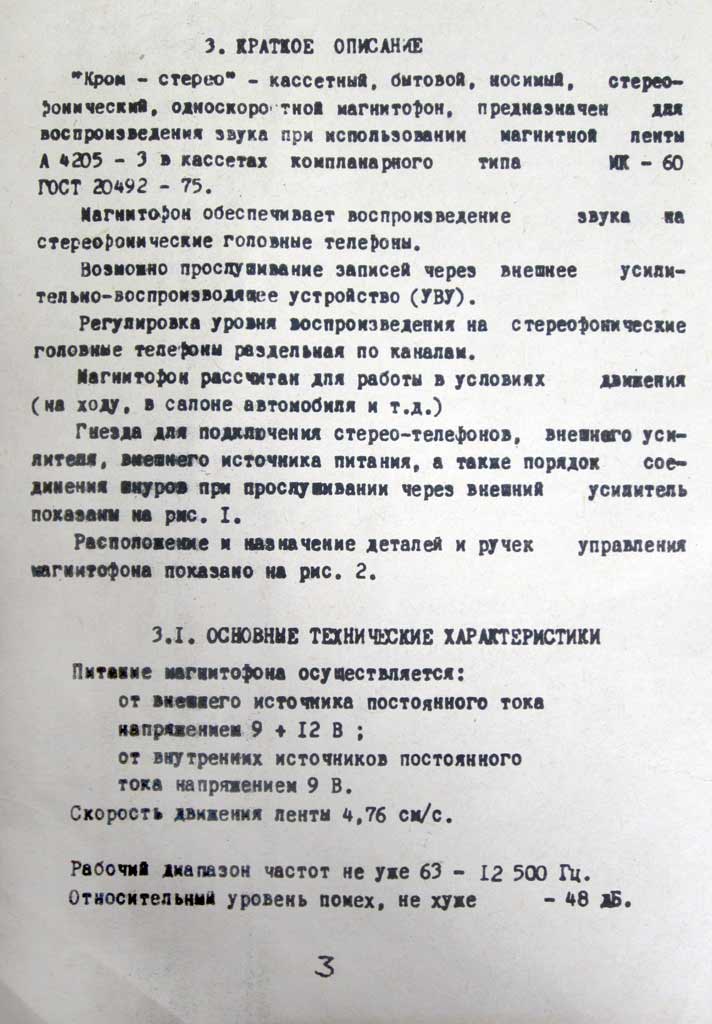 3. КРАТКОЕ ОПИСАНИЕ
"Кром - стерео" - кассетный, бытовой, носимый, стерео-
фонический, односкоростной магнитофон, предназначен для
воспроизведения звука при использовании магнитной ленты
А 4205 - 3 в кассетах компланарного типа МК - 60
ГОСТ 20492 - 75.
Магнитофон обеспечивает воспроизведение звука на
стереофонические головные телефоны.
Возможно прослушивание записей через внешнее усили-
тельно-воспроизводящее устройство (УВУ).
Регулировка уровня воспроизведения на стереофонические
головные телефоны раздельная по каналам.
Магнитофон рассчитан для работы в условиях движения
(на ходу, в салоне автомобиля и т.д.)
Гнезда для подключения стерео-телефонов, внешнего уси-
лителя, внешнего источника питания, а также порядок сое-
динения шнуров при прослушивании через внешний усилитель
показаны на рис. I.
Расположение и назначение деталей и ручек управления
магнитофона показано на рис. 2.
3.I. ОСНОВНЫЕ ТЕХНИЧЕСКИЕ ХАРАКТЕРИСТИКИ
Питание магнитофона осуществляется:
от внешнего источника постоянного тока
напряжением 9 + I2 В ;
от внутренних источников постоянного
тока напряжением 9 В.
Скорость движения ленты 4,76 см/с.
Рабочий диапазон частот не уже 63 - I2 500 Гц.
Относительный уровень помех, не хуже - 48 дБ.
3